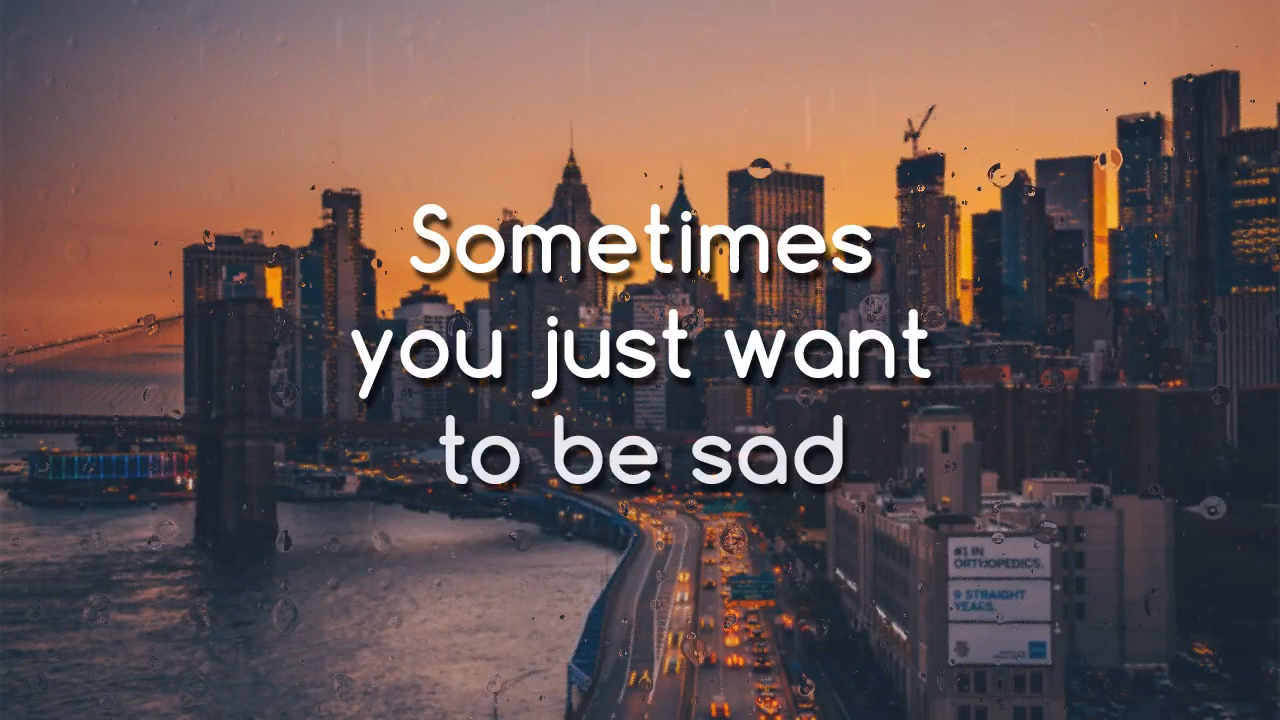 Sometimes
you just want
to be sad
#1 IN
ORTHOPEDICS.
9 STRAIGHT
YEARS.